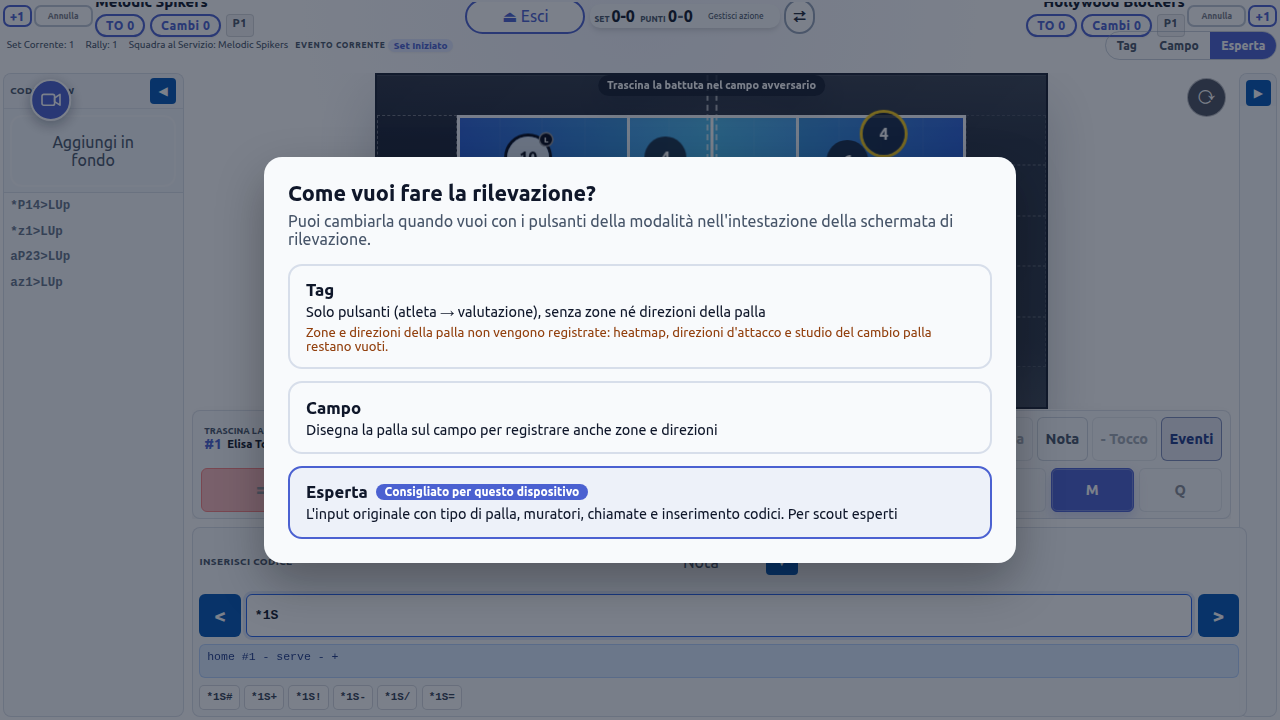 Melodic Spikers
Hollywood Blockers
+1
Annulla
TO 0
Cambi 0
P1
⏏ Esci
SET 0-0 PUNTI 0-0
Gestisci azione
⇄
TO 0
Cambi 0
P1
Annulla
+1
Set Corrente: 1
Rally: 1
Squadra al Servizio: Melodic Spikers
EVENTO CORRENTE
Set Iniziato
Tag
Campo
Esperta
◀
Aggiungi in
fondo
*P14>LUp
*z1>LUp
aP23>LUp
az1>LUp
Trascina la battuta nel campo avversario
L
4
▶
Come vuoi fare la rilevazione?
Puoi cambiarla quando vuoi con i pulsanti della modalità nell'intestazione della schermata di
rilevazione.
Tag
Solo pulsanti (atleta → valutazione), senza zone né direzioni della palla
Zone e direzioni della palla non vengono registrate: heatmap, direzioni d'attacco e studio del cambio palla
restano vuoti.
Campo
Disegna la palla sul campo per registrare anche zone e direzioni
Esperta
Consigliato per questo dispositivo
L'input originale con tipo di palla, muratori, chiamate e inserimento codici. Per scout esperti
TRASCINA LA
#1 Elisa
Nota
- Tocco
Eventi
=
M
Q
INSERISCI CODICE
Nota
<
*1S
>
home #1 - serve - +
*1S#
*1S+
*1S!
*1S-
*1S/
*1S=